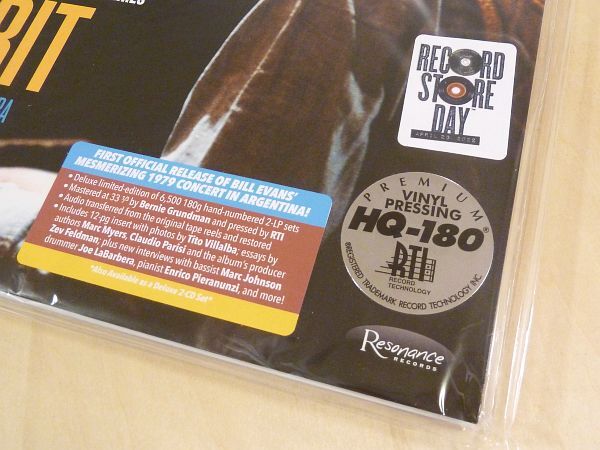 RIT
RECORD
STORE
DAY
APRIL 23, 2022
FIRST OFFICIAL RELEASE OF BILL EVANS'
MESMERIZING 1979 CONCERT IN ARGENTINA!
• Deluxe limited-edition of 6,500 180g hand-numbered 2-LP sets
• Mastered at 33 1/3 by Bernie Grundman and pressed by RTI
• Audio transferred from the original tape reels and restored
• Includes 12-pg insert with photos by Tito Villalba; essays by
authors Marc Myers, Claudio Parisi and the album's producer
Zev Feldman; plus new interviews with bassist Marc Johnson
drummer Joe LaBarbera, pianist Enrico Pieranunzi, and more!
*Also Available as a Deluxe 2-CD Set*
PREMIUM
VINYL
PRESSING
HQ-180®
RTI
RECORD
TECHNOLOGY
®REGISTERED TRADEMARK RECORD TECHNOLOGY INC
Resonance
RECORDS